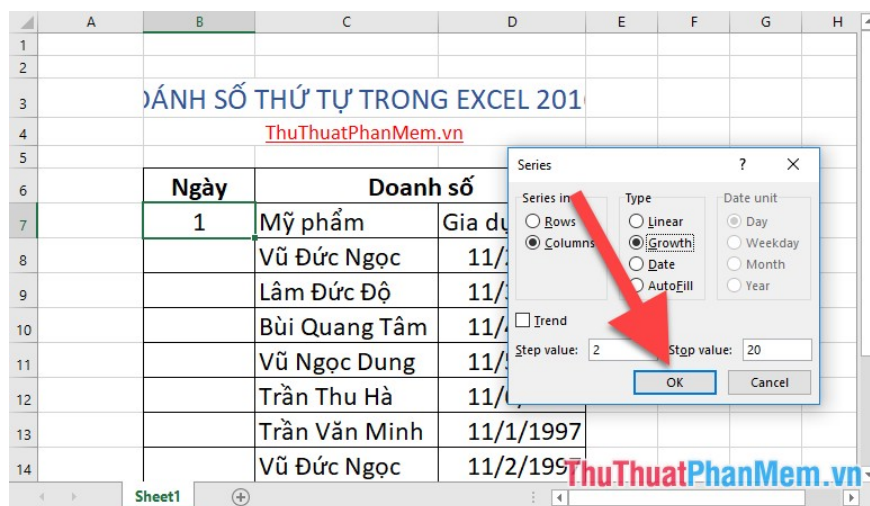 A B C D E F G H
1
2
3 ĐÁNH SỐ THỨ TỰ TRONG EXCEL 201
4 ThuThuatPhanMem.vn
5
6 Ngày Doanh số
7 1 Mỹ phẩm Gia dụ
8 Vũ Đức Ngọc 11/
9 Lâm Đức Độ 11/
10 Bùi Quang Tâm 11/
11 Vũ Ngọc Dung 11/
12 Trần Thu Hà 11/
13 Trần Văn Minh 11/1/1997
14 Vũ Đức Ngọc 11/2/1997
Series ? ×
Series in Type Date unit
Rows Linear Day
Columns Growth Weekday
Date Month
AutoFill Year
Trend
Step value: 2 Stop value: 20
OK Cancel
ThuThuatPhanMem.vn
Sheet1